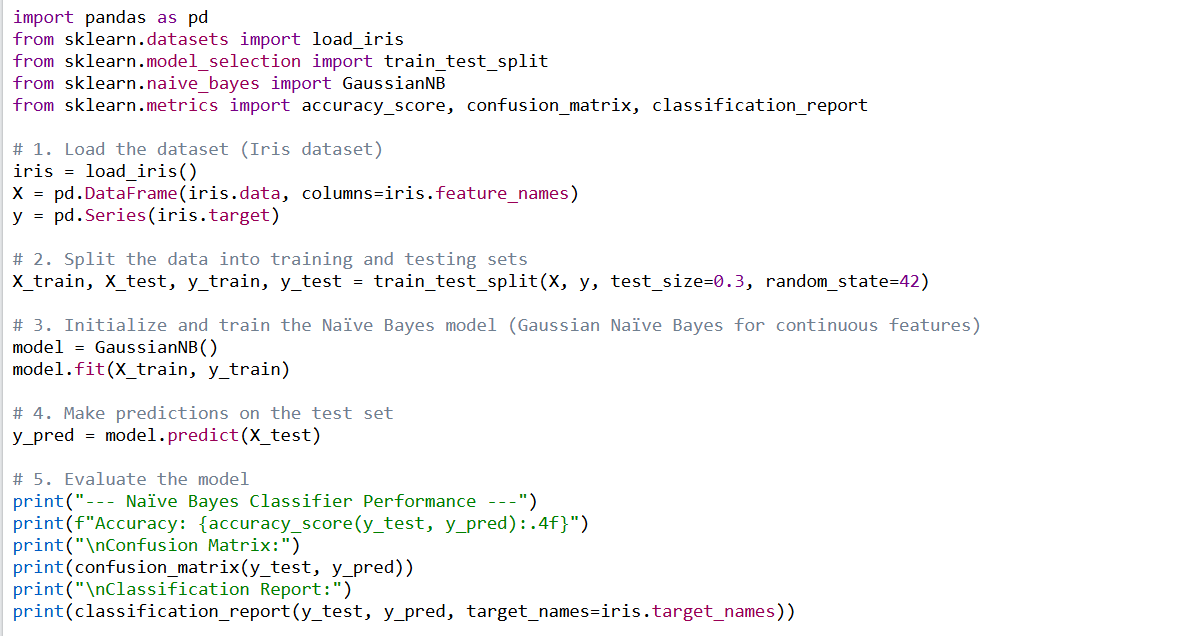 import pandas as pd
from sklearn.datasets import load_iris
from sklearn.model_selection import train_test_split
from sklearn.naive_bayes import GaussianNB
from sklearn.metrics import accuracy_score, confusion_matrix, classification_report

# 1. Load the dataset (Iris dataset)
iris = load_iris()
X = pd.DataFrame(iris.data, columns=iris.feature_names)
y = pd.Series(iris.target)

# 2. Split the data into training and testing sets
X_train, X_test, y_train, y_test = train_test_split(X, y, test_size=0.3, random_state=42)

# 3. Initialize and train the Naïve Bayes model (Gaussian Naïve Bayes for continuous features)
model = GaussianNB()
model.fit(X_train, y_train)

# 4. Make predictions on the test set
y_pred = model.predict(X_test)

# 5. Evaluate the model
print("--- Naïve Bayes Classifier Performance ---")
print(f"Accuracy: {accuracy_score(y_test, y_pred):.4f}")
print("\nConfusion Matrix:")
print(confusion_matrix(y_test, y_pred))
print("\nClassification Report:")
print(classification_report(y_test, y_pred, target_names=iris.target_names))